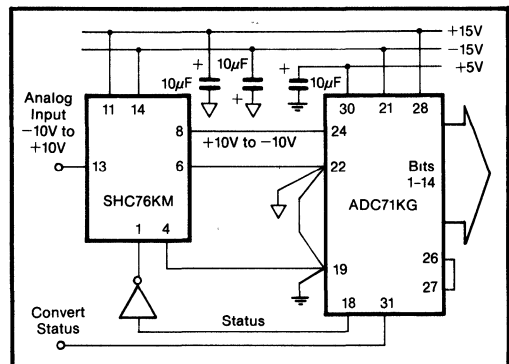 +15V
−15V
+5V
+ 10μF
10μF
+
+
10μF
Analog
Input
−10V to
+10V
11 14
30 21 28
8 +10V to −10V 24
13
6 22
Bits
1-14
SHC76KM
ADC71KG
1 4
19
26
27
18 31
Convert
Status
Status